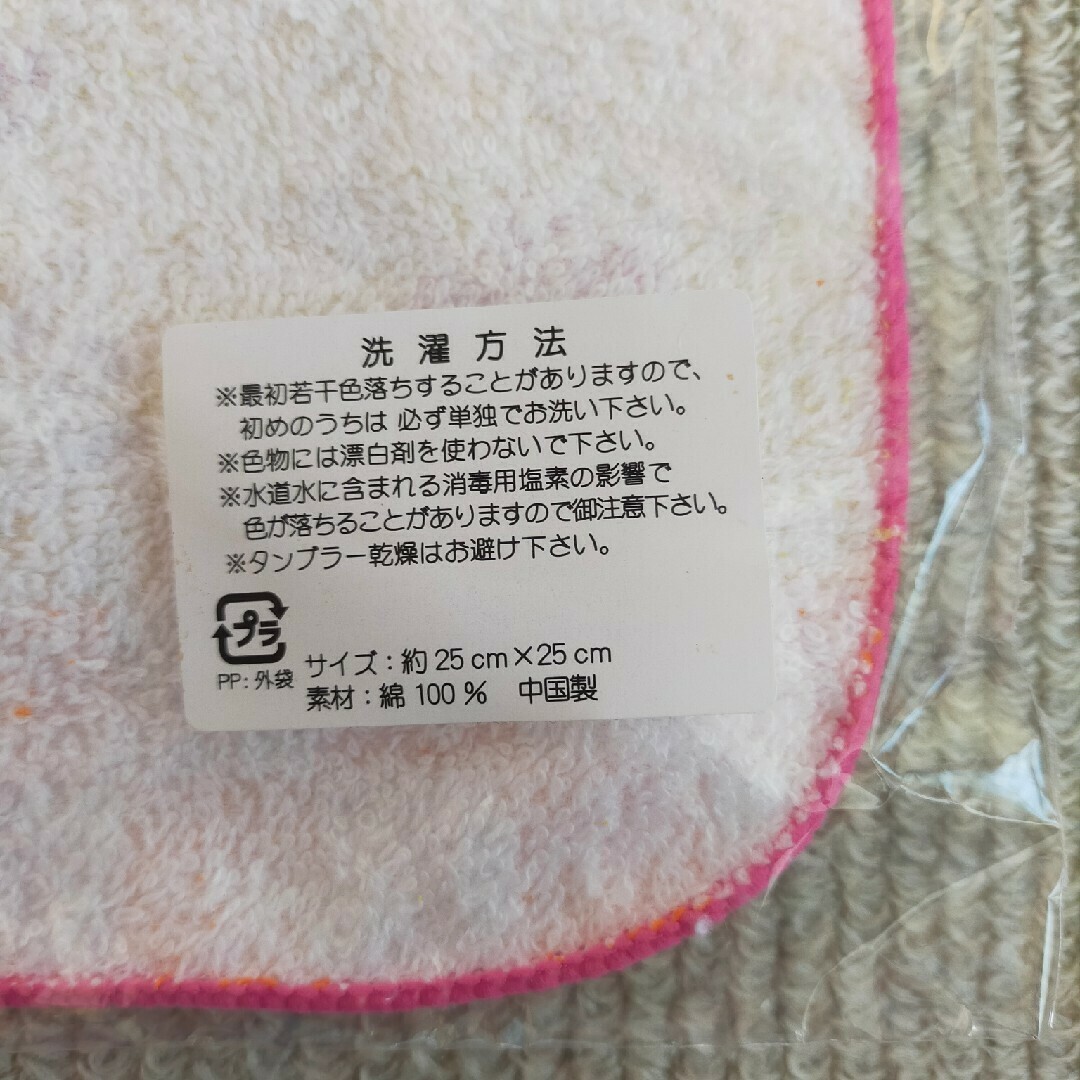 洗濯方法
※最初若干色落ちすることがありますので、
初めのうちは 必ず単独でお洗い下さい。
※色物には漂白剤を使わないで下さい。
※水道水に含まれる消毒用塩素の影響で
色が落ちることがありますので御注意下さい。
※タンブラー乾燥はお避け下さい。
プラ
PP:外袋
サイズ:約25cm×25cm
素材:綿 100% 中国製